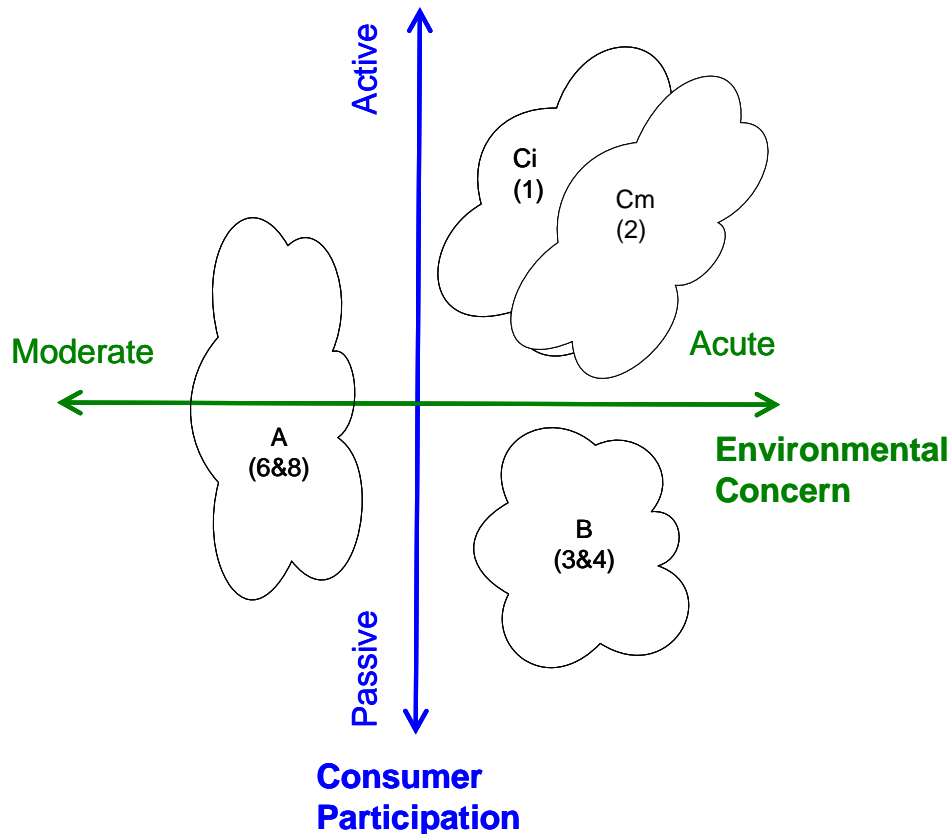 Active
Ci
(1)
Cm
(2)
Moderate
Acute
A
(6&8)
Environmental
Concern
B
(3&4)
Passive
Consumer
Participation